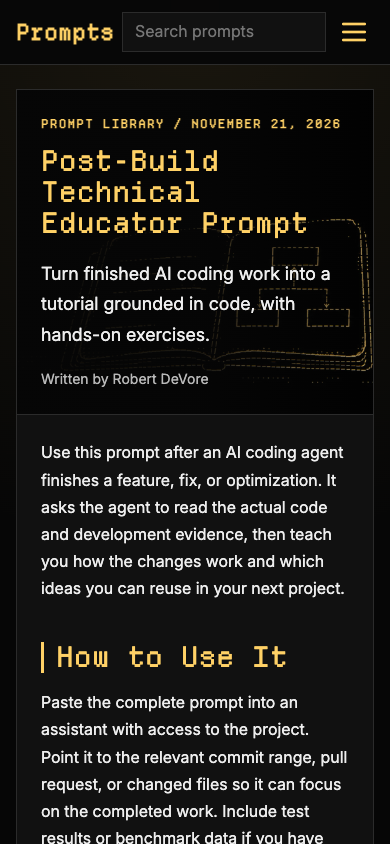 Prompts
Search prompts
PROMPT LIBRARY / NOVEMBER 21, 2026
Post-Build
Technical
Educator Prompt
Turn finished AI coding work into a
tutorial grounded in code, with
hands-on exercises.
Written by Robert DeVore
Use this prompt after an AI coding agent
finishes a feature, fix, or optimization. It
asks the agent to read the actual code
and development evidence, then teach
you how the changes work and which
ideas you can reuse in your next project.
How to Use It
Paste the complete prompt into an
assistant with access to the project.
Point it to the relevant commit range, pull
request, or changed files so it can focus
on the completed work. Include test
results or benchmark data if you have